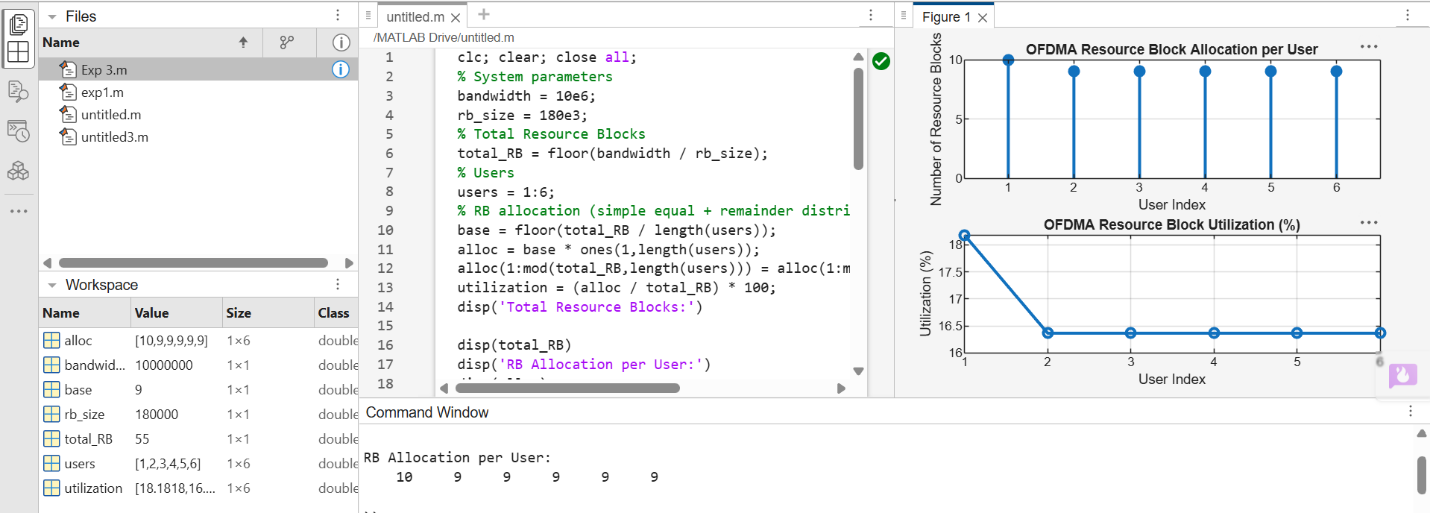 Files
Name
Exp 3.m
exp1.m
untitled.m
untitled3.m
Workspace
Name Value Size Class
alloc [10,9,9,9,9,9] 1×6 double
bandwid... 10000000 1×1 double
base 9 1×1 double
rb_size 180000 1×1 double
total_RB 55 1×1 double
users [1,2,3,4,5,6] 1×6 double
utilization [18.1818,16.... 1×6 double
untitled.m
/MATLAB Drive/untitled.m
1 clc; clear; close all;
2 % System parameters
3 bandwidth = 10e6;
4 rb_size = 180e3;
5 % Total Resource Blocks
6 total_RB = floor(bandwidth / rb_size);
7 % Users
8 users = 1:6;
9 % RB allocation (simple equal + remainder distri
10 base = floor(total_RB / length(users));
11 alloc = base * ones(1,length(users));
12 alloc(1:mod(total_RB,length(users))) = alloc(1:m
13 utilization = (alloc / total_RB) * 100;
14 disp('Total Resource Blocks:')
15
16 disp(total_RB)
17 disp('RB Allocation per User:')
18
Figure 1
OFDMA Resource Block Allocation per User
Number of Resource Blocks
10
5
0
1 2 3 4 5 6
User Index
OFDMA Resource Block Utilization (%)
Utilization (%)
18
17.5
17
16.5
16
1 2 3 4 5 6
User Index
Command Window
RB Allocation per User:
10 9 9 9 9 9